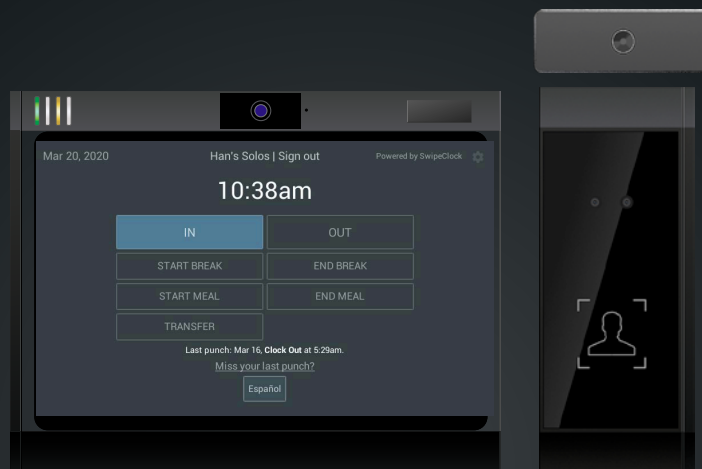 Mar 20, 2020
Han's Solos | Sign out
Powered by SwipeClock
10:38am
IN
OUT
START BREAK
END BREAK
START MEAL
END MEAL
TRANSFER
Last punch: Mar 16, Clock Out at 5:29am.
Miss your last punch?
Español